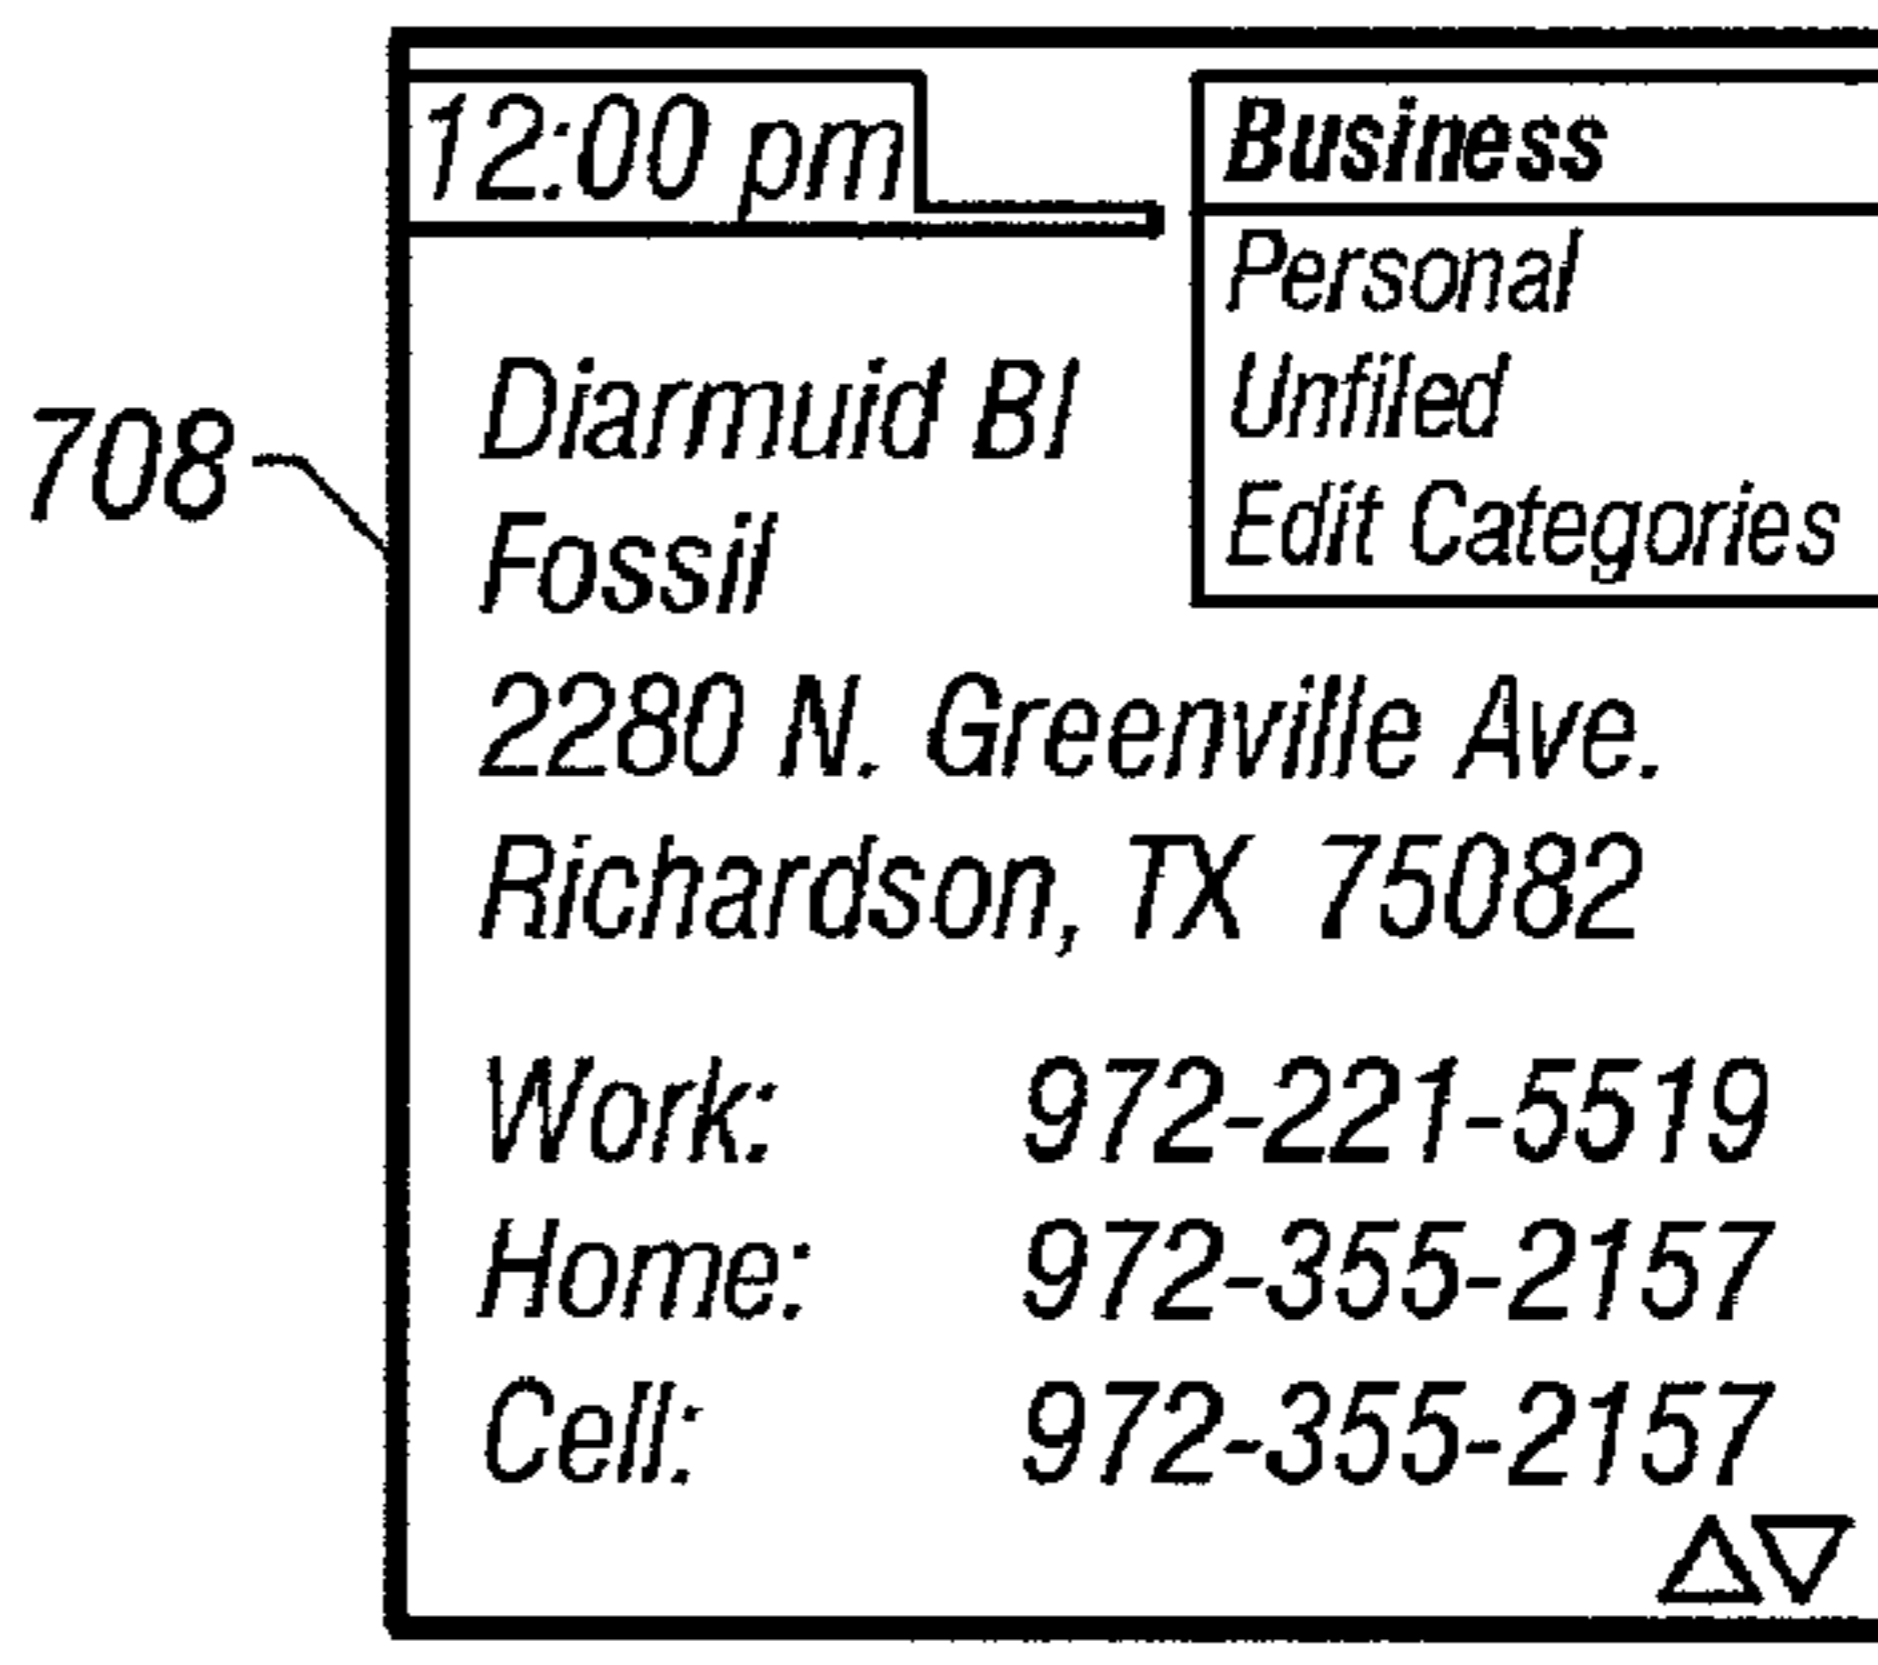 12:00 pm
Business
Personal
Unfiled
Edit Categories
708
Diarmuid Bl
Fossil
2280 N. Greenville Ave.
Richardson, TX 75082
Work: 972-221-5519
Home: 972-355-2157
Cell: 972-355-2157